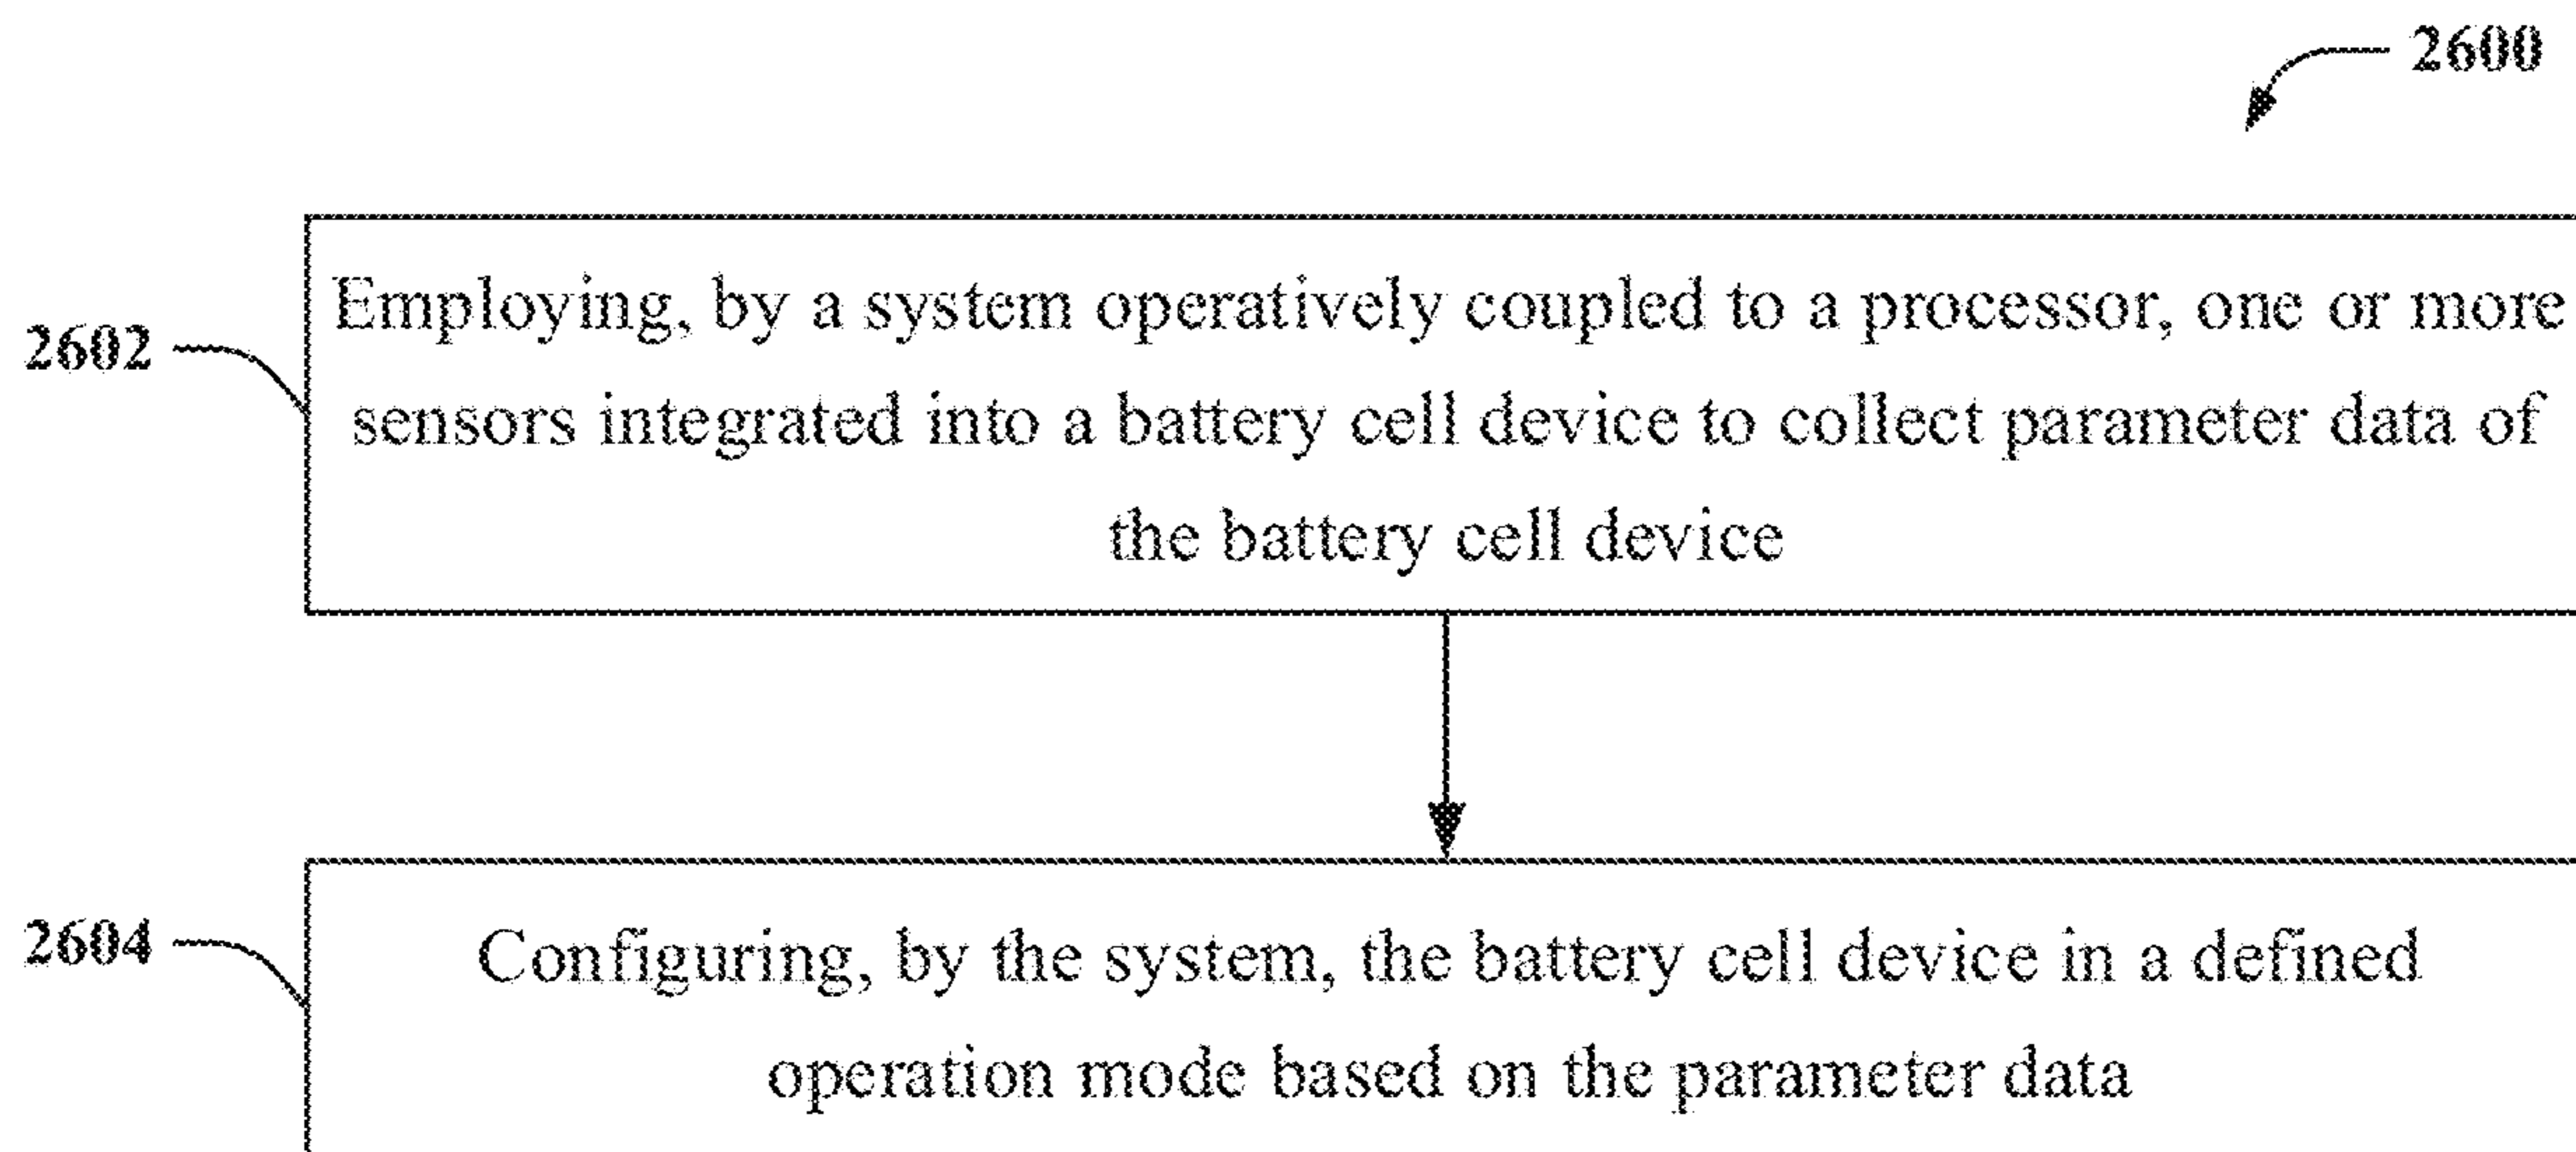 2600
2602
Employing, by a system operatively coupled to a processor, one or more
sensors integrated into a battery cell device to collect parameter data of
the battery cell device
2604
Configuring, by the system, the battery cell device in a defined
operation mode based on the parameter data